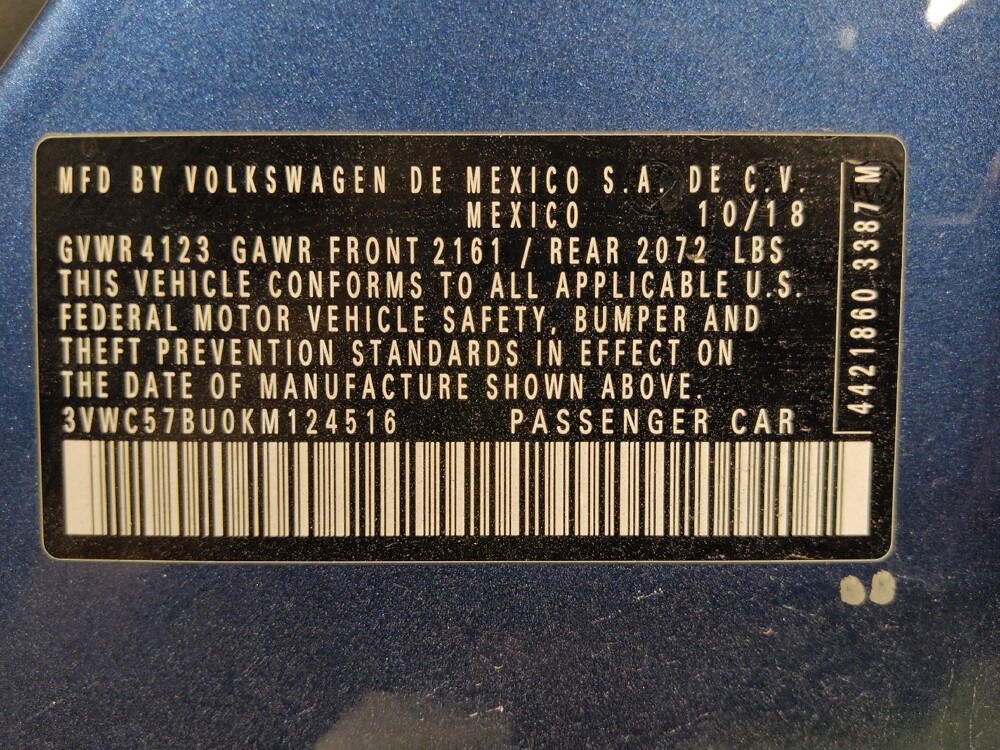 MFD BY VOLKSWAGEN DE MEXICO S.A. DE C.V.
MEXICO 10/18
GVWR 4123 GAWR FRONT 2161 / REAR 2072 LBS
THIS VEHICLE CONFORMS TO ALL APPLICABLE U.S.
FEDERAL MOTOR VEHICLE SAFETY, BUMPER AND
THEFT PREVENTION STANDARDS IN EFFECT ON
THE DATE OF MANUFACTURE SHOWN ABOVE.
3VWC57BU0KM124516 PASSENGER CAR
4421860 3387 M